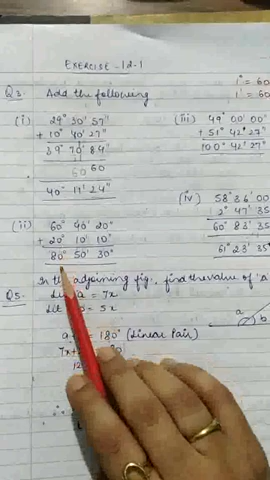 EXERCISE - 12.1
1° = 60
1' = 60
Q3. Add the following
(i) 29° 30' 57"
+ 10° 40' 27"
39° 70' 84"
60 60
40° 11' 24"
(iii) 49° 00' 00"
+ 51° 42' 27"
100° 42' 27"
(ii) 60° 40' 20"
+ 20° 10' 10"
80° 50' 30"
(iv) 58° 36' 00"
2° 47' 35
60° 83' 35
61° 23' 35
In the adjoining fig, find the value of 'a
Q5.
a = 7x
= 5x
a
b
= 180° (Linear Pair)
7x+
12